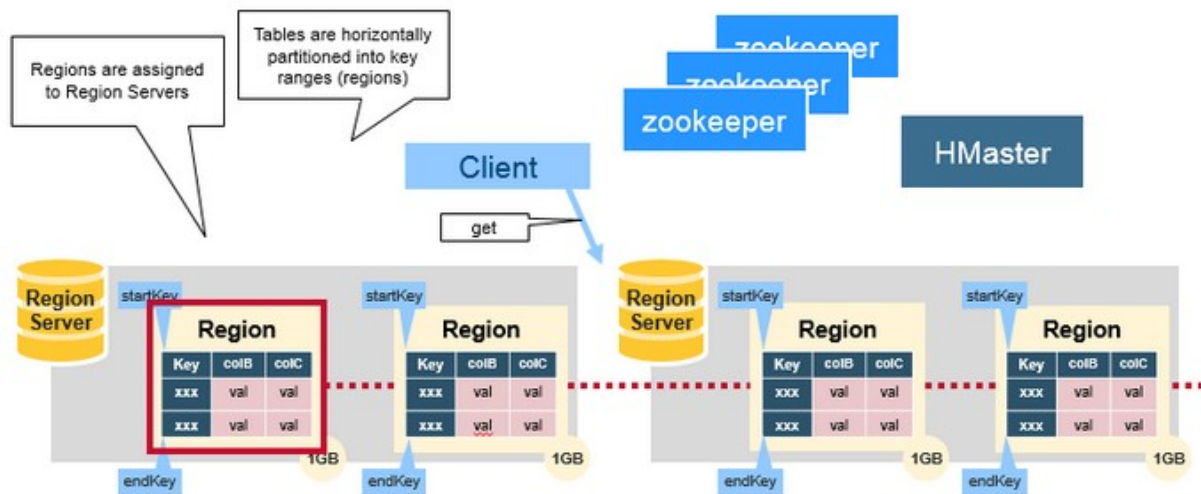 Regions are assigned
to Region Servers
Tables are horizontally
partitioned into key
ranges (regions)
zookeeper
zookeeper
zookeeper
HMaster
Client
get
Region
Server
startKey
Region
Key colB colC
xxx val val
xxx val val
1GB
endKey
startKey
Region
Key colB colC
xxx val val
xxx val val
1GB
endKey
Region
Server
startKey
Region
Key colB colC
xxx val val
xxx val val
1GB
endKey
startKey
Region
Key colB colC
xxx val val
xxx val val
1GB
endKey